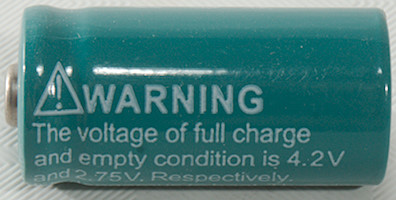 WARNING
The voltage of full charge
and empty condition is 4.2V
and 2.75V. Respectively.